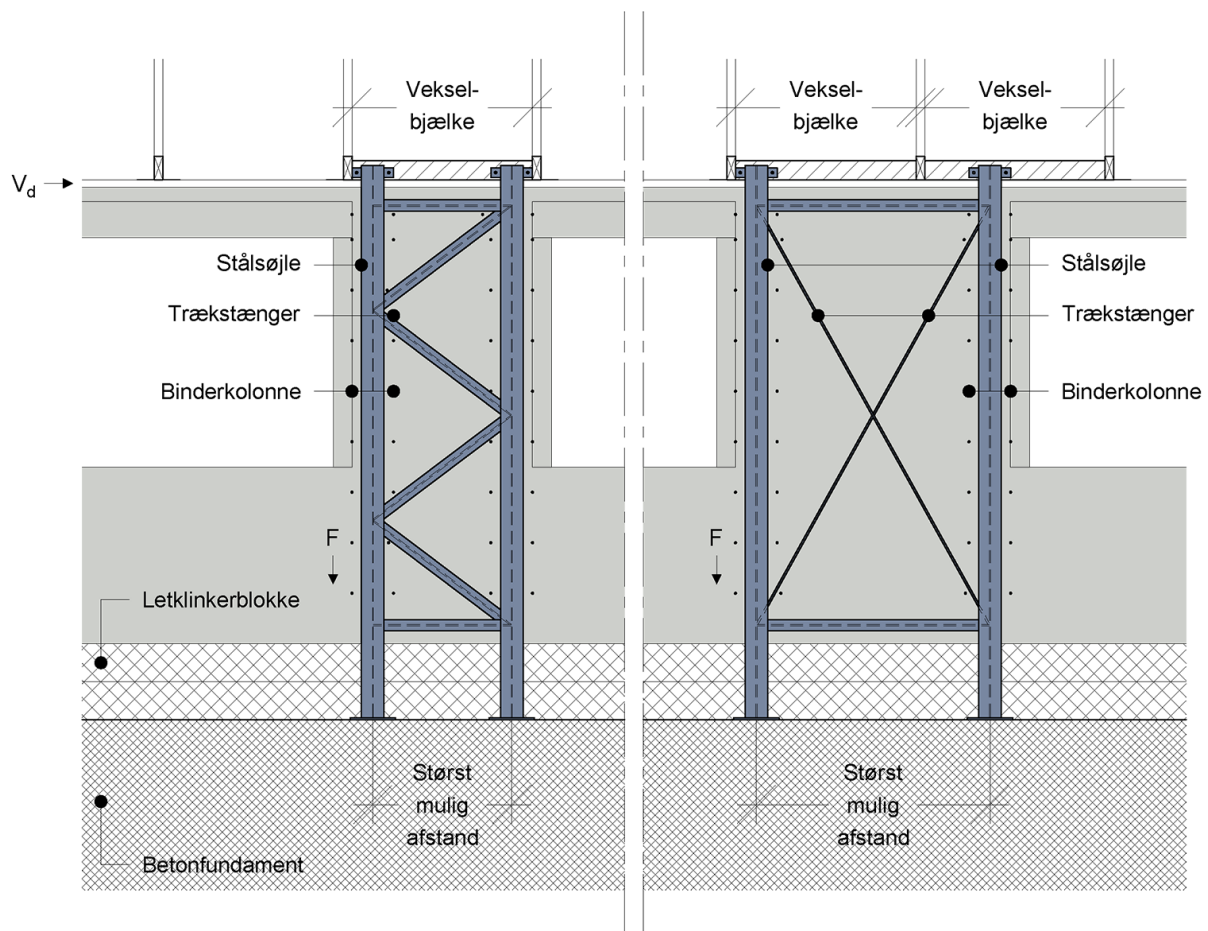 Veksel-
bjælke
Veksel-
bjælke
Veksel-
bjælke
Vd
Stålsøjle
Stålsøjle
Trækstænger
Trækstænger
Binderkolonne
Binderkolonne
F
F
Letklinkerblokke
Størst
mulig
afstand
Størst
mulig
afstand
Betonfundament